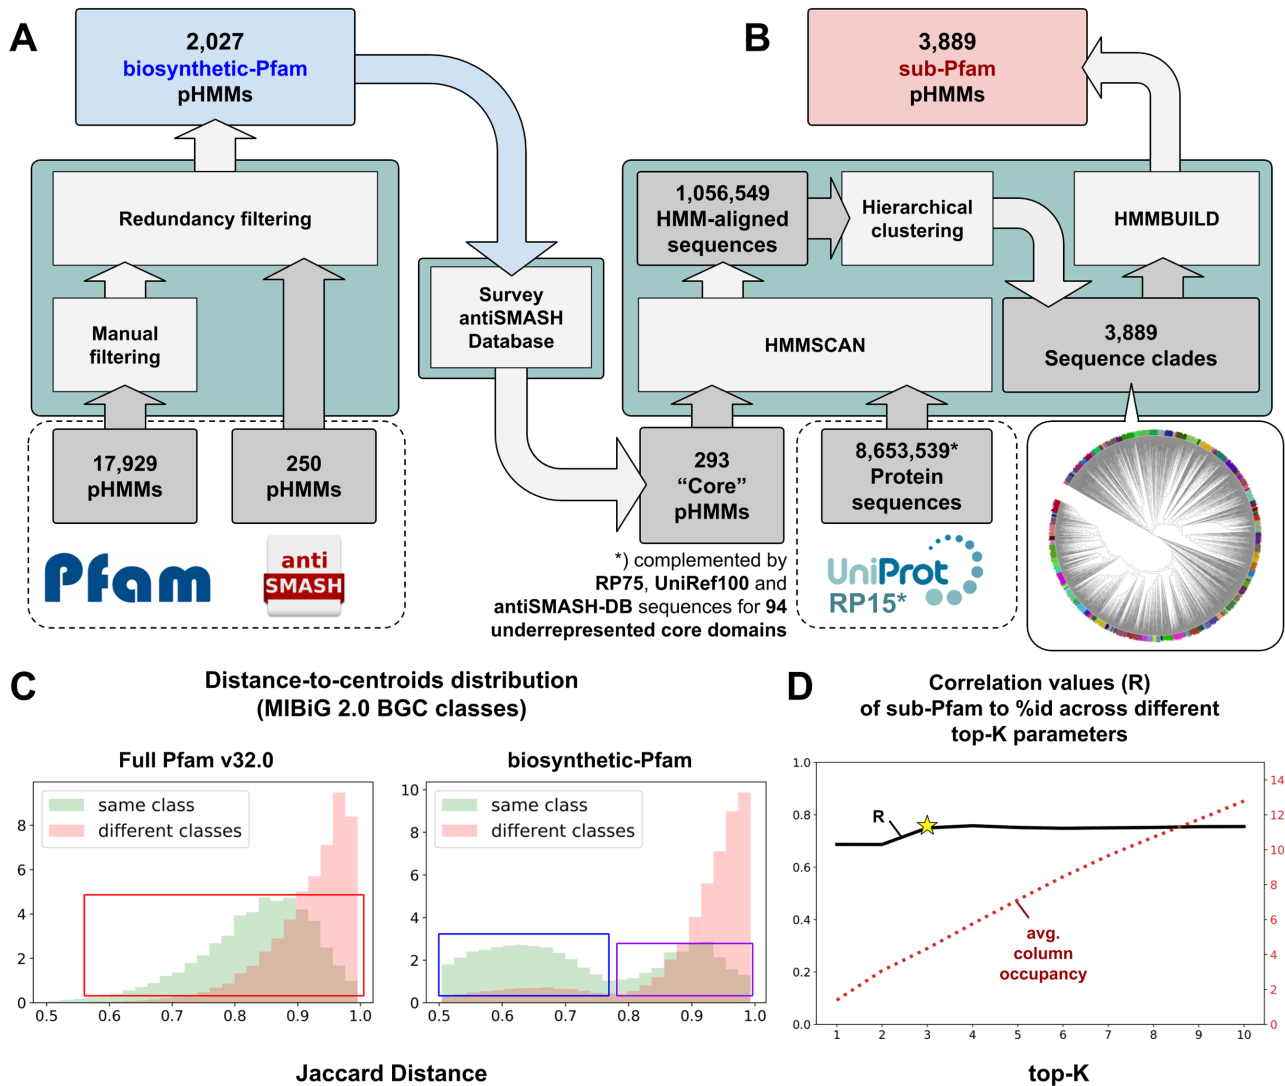 A
2,027
biosynthetic-Pfam
pHMMs
Redundancy filtering
Manual
filtering
17,929
pHMMs
250
pHMMs
Pfam
anti
SMASH
Survey
antiSMASH
Database
B
3,889
sub-Pfam
pHMMs
1,056,549
HMM-aligned
sequences
Hierarchical
clustering
HMMBUILD
HMMSCAN
3,889
Sequence clades
293
“Core”
pHMMs
8,653,539*
Protein
sequences
UniProt
RP15*
*) complemented by
RP75, UniRef100 and
antiSMASH-DB sequences for 94
underrepresented core domains
C
Distance-to-centroids distribution
(MIBiG 2.0 BGC classes)
Full Pfam v32.0
same class
different classes
8
6
4
2
0
0.5 0.6 0.7 0.8 0.9 1.0
biosynthetic-Pfam
same class
different classes
10
8
6
4
2
0
0.5 0.6 0.7 0.8 0.9 1.0
Jaccard Distance
D
Correlation values (R)
of sub-Pfam to %id across different
top-K parameters
1.0
0.8
0.6
0.4
0.2
0.0
R
avg.
column
occupancy
14
12
10
8
6
4
2
0
1 2 3 4 5 6 7 8 9 10
top-K